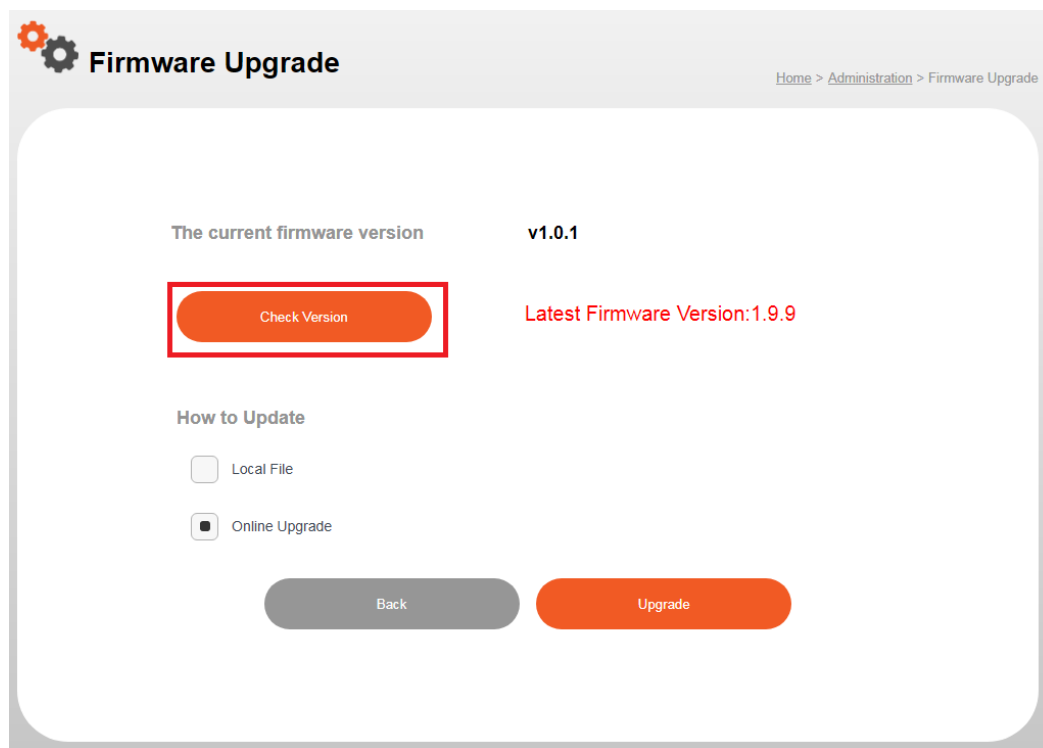 Firmware Upgrade
Home > Administration > Firmware Upgrade
The current firmware version v1.0.1
Check Version Latest Firmware Version:1.9.9
How to Update
Local File
Online Upgrade
Back Upgrade